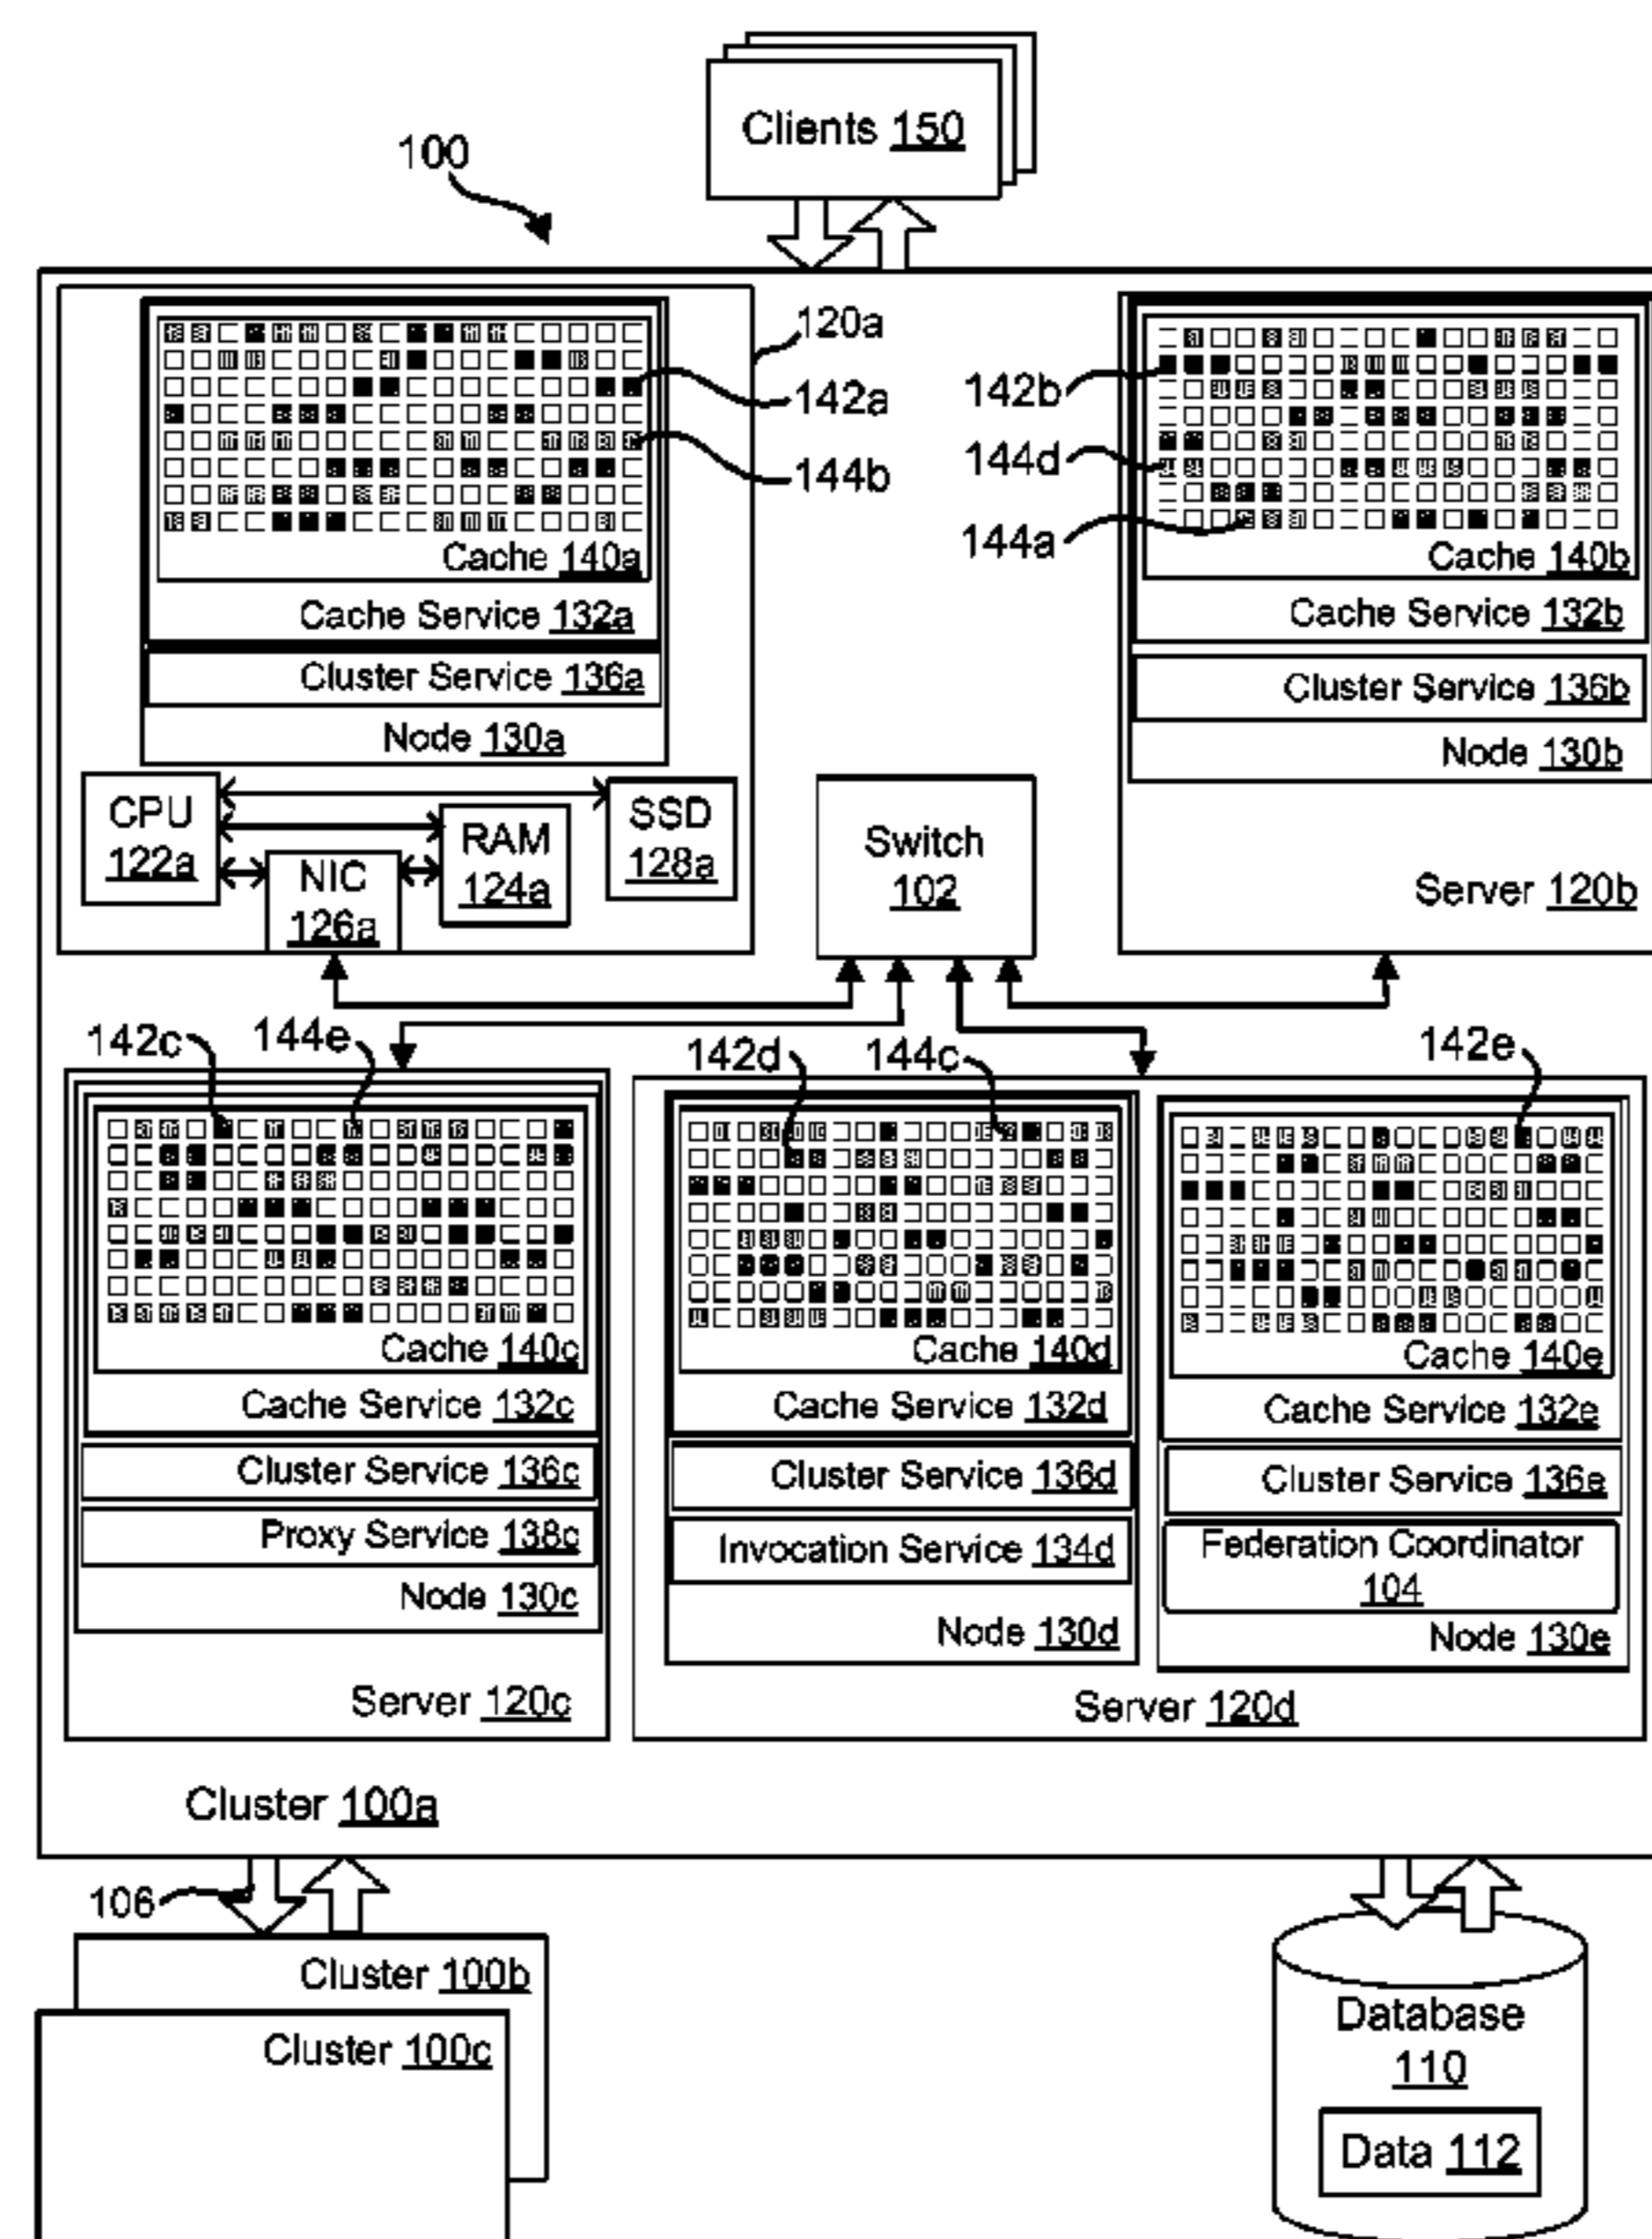 Clients 150
100
120a
142a
144b
142b
144d
144a
Cache 140a
Cache Service 132a
Cluster Service 136a
Node 130a
Cache 140b
Cache Service 132b
Cluster Service 136b
Node 130b
CPU
122a
NIC
126a
RAM
124a
SSD
128a
Switch
102
Server 120b
142c
144e
142d
144c
142e
Cache 140c
Cache Service 132c
Cluster Service 136c
Proxy Service 138c
Node 130c
Server 120c
Cache 140d
Cache Service 132d
Cluster Service 136d
Invocation Service 134d
Node 130d
Cache 140e
Cache Service 132e
Cluster Service 136e
Federation Coordinator
104
Node 130e
Server 120d
Cluster 100a
106
Cluster 100b
Cluster 100c
Database
110
Data 112